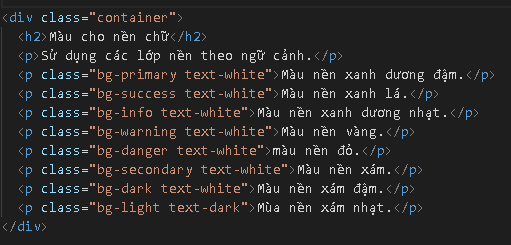 <div class="container">
<h2>Màu cho nền chữ</h2>
<p>Sử dụng các lớp nền theo ngữ cảnh.</p>
<p class="bg-primary text-white">Màu nền xanh dương đậm.</p>
<p class="bg-success text-white">Màu nền xanh lá.</p>
<p class="bg-info text-white">Màu nền xanh dương nhạt.</p>
<p class="bg-warning text-white">Màu nền vàng.</p>
<p class="bg-danger text-white">màu nền đỏ.</p>
<p class="bg-secondary text-white">Màu nền xám.</p>
<p class="bg-dark text-white">Màu nền xám đậm.</p>
<p class="bg-light text-dark">Mùa nền xám nhạt.</p>
</div>